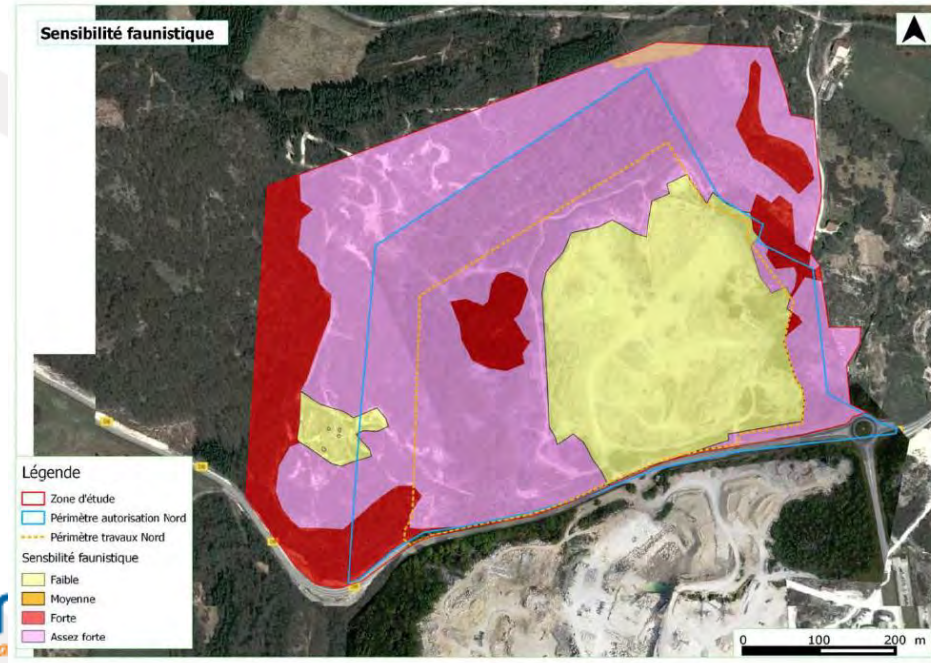 Sensibilité faunistique
Légende
Zone d'étude
Périmètre autorisation Nord
Périmètre travaux Nord
Sensbilité faunistique
Faible
Moyenne
Forte
Assez forte
0 100 200 m